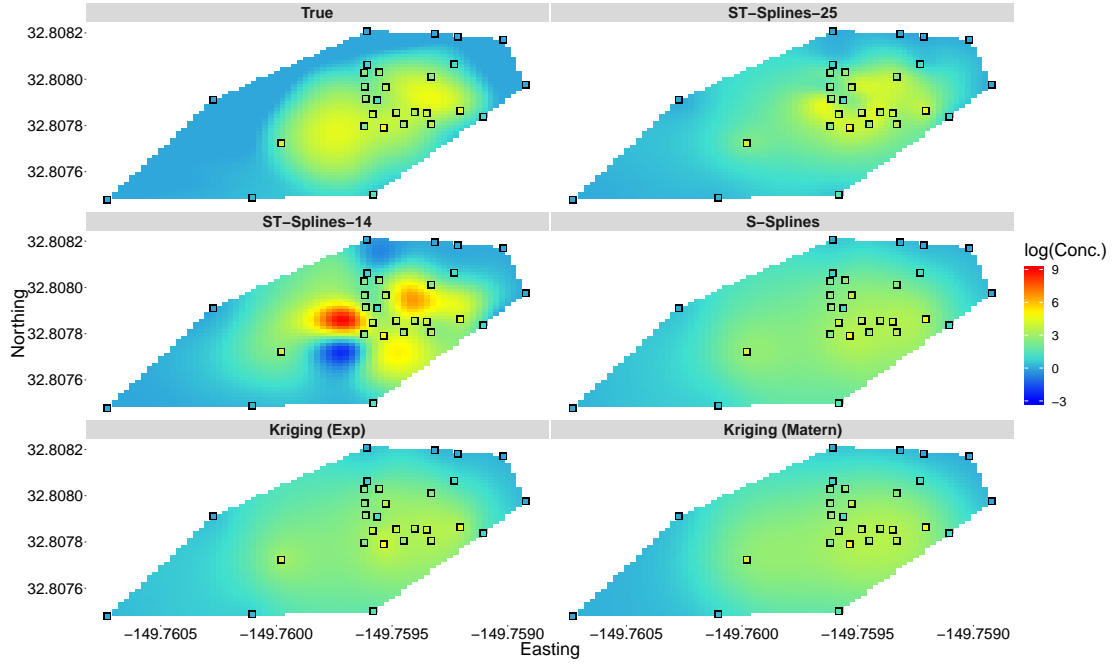 True
ST−Splines−25
32.8082
32.8080
32.8078
32.8076
ST−Splines−14
S−Splines
32.8082
32.8080
32.8078
32.8076
Northing
log(Conc.)
9
6
3
0
−3
Kriging (Exp)
Kriging (Matern)
32.8082
32.8080
32.8078
32.8076
−149.7605
−149.7600
−149.7595
−149.7590
−149.7605
−149.7600
−149.7595
−149.7590
Easting